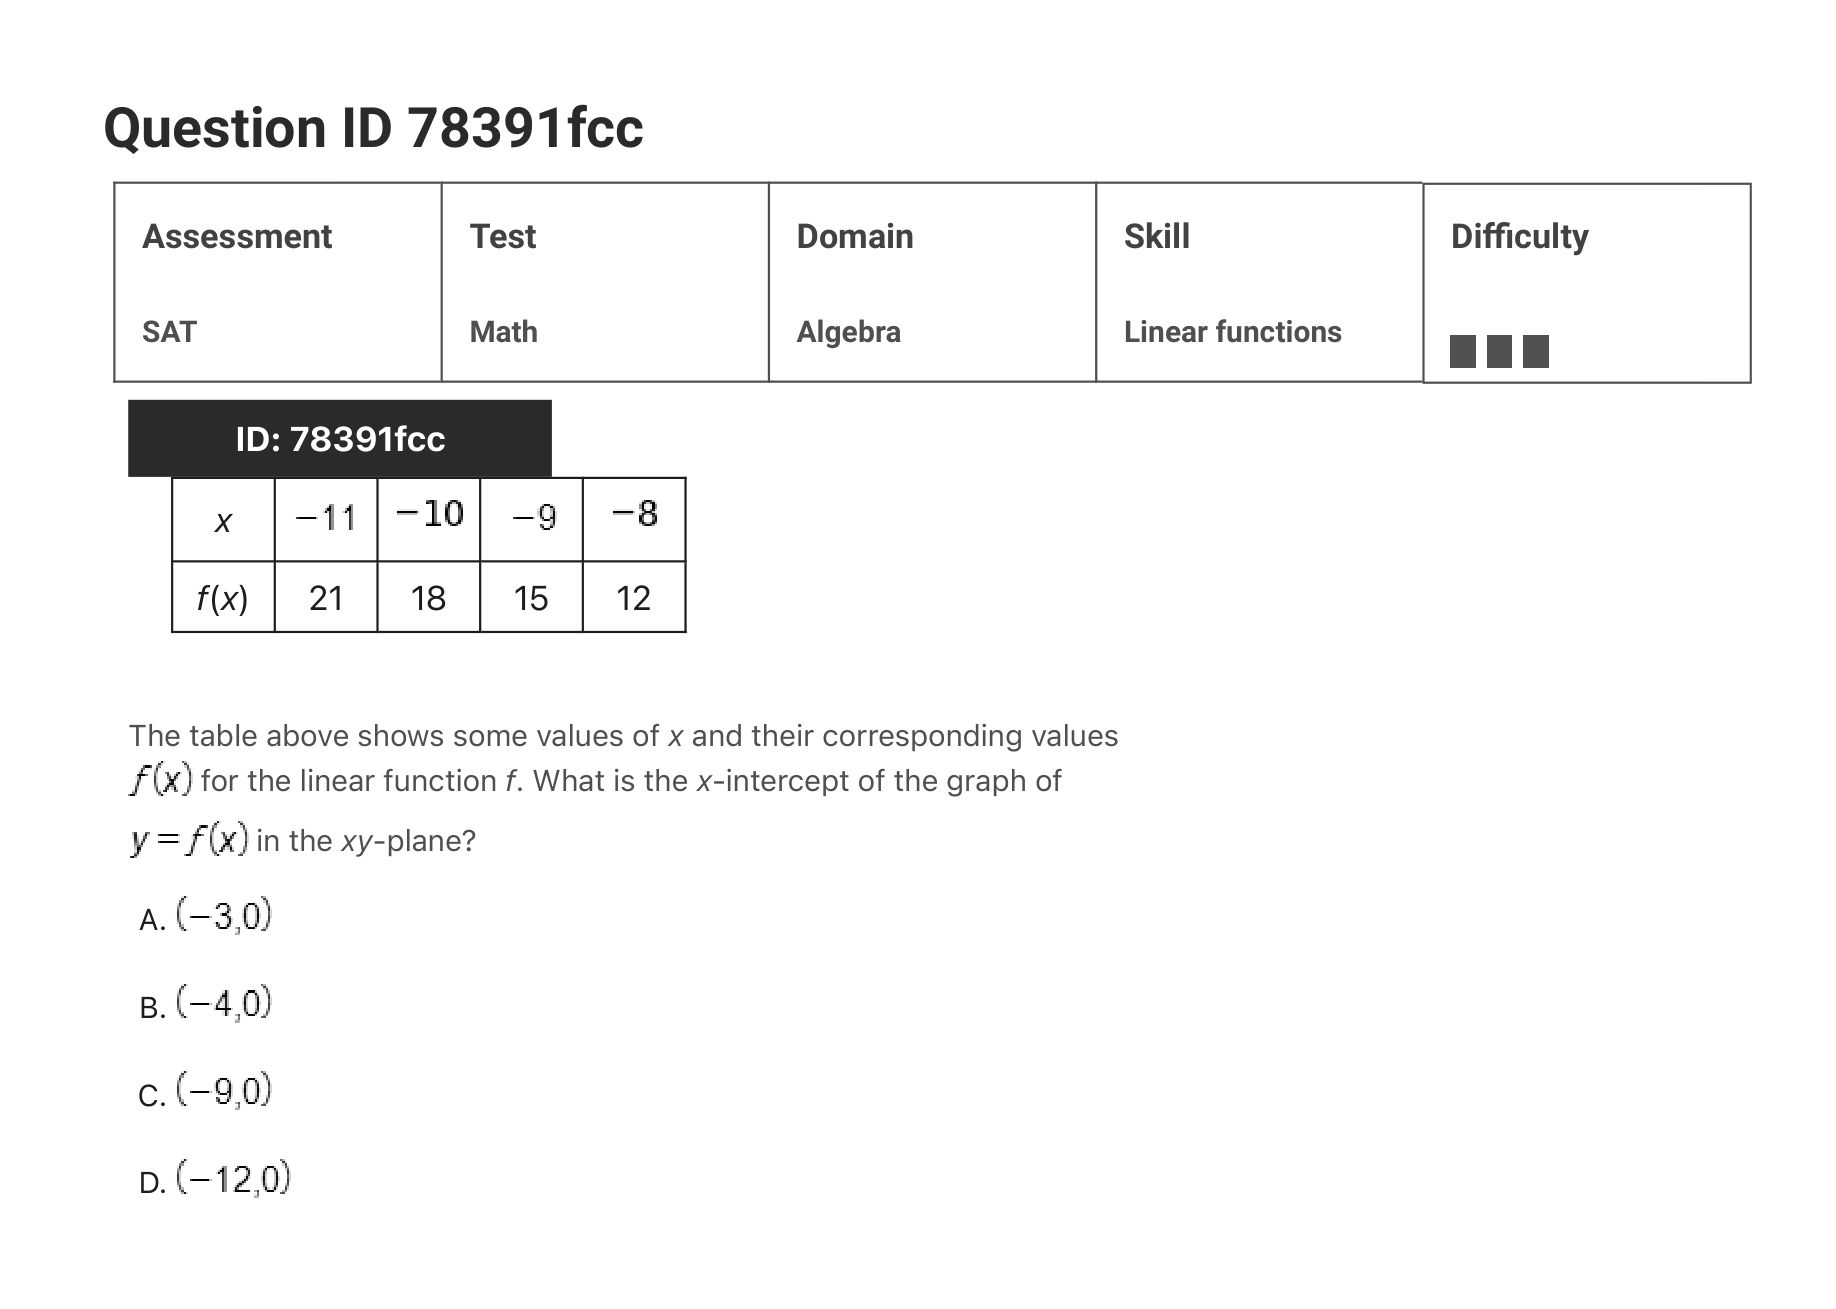 Question ID 78391fcc
Assessment Test Domain Skill Difficulty
SAT Math Algebra Linear functions
ID: 78391fcc
x −11 −10 −9 −8
f(x) 21 18 15 12
The table above shows some values of x and their corresponding values
f(x) for the linear function f. What is the x-intercept of the graph of
y = f(x) in the xy-plane?
A. (−3,0)
B. (−4,0)
C. (−9,0)
D. (−12,0)